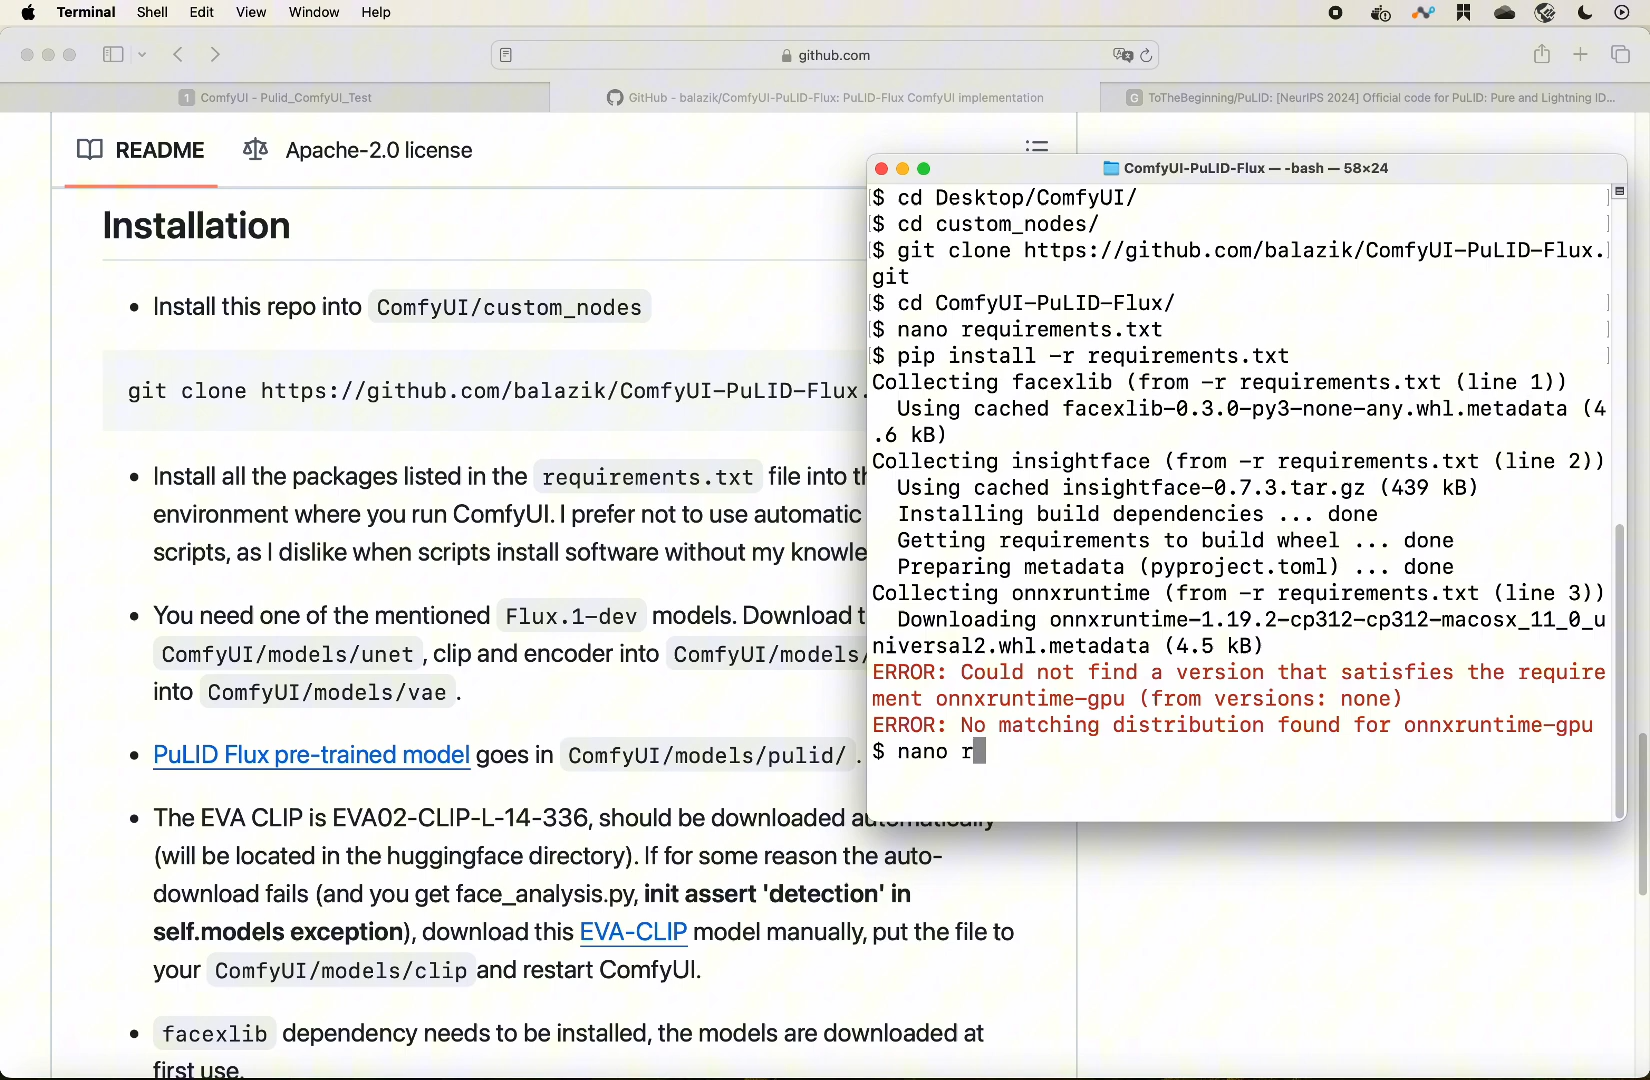 Terminal Shell Edit View Window Help
github.com
1 ComfyUI - Pulid_ComfyUI_Test
GitHub - balazik/ComfyUI-PuLID-Flux: PuLID-Flux ComfyUI implementation
G ToTheBeginning/PuLID: [NeurIPS 2024] Official code for PuLID: Pure and Lightning ID...
README Apache-2.0 license
Installation
• Install this repo into ComfyUI/custom_nodes
git clone https://github.com/balazik/ComfyUI-PuLID-Flux.
• Install all the packages listed in the requirements.txt file into th
environment where you run ComfyUI. I prefer not to use automatic
scripts, as I dislike when scripts install software without my knowle
• You need one of the mentioned Flux.1-dev models. Download t
ComfyUI/models/unet , clip and encoder into ComfyUI/models/
into ComfyUI/models/vae .
• PuLID Flux pre-trained model goes in ComfyUI/models/pulid/ .
• The EVA CLIP is EVA02-CLIP-L-14-336, should be downloaded automatically
(will be located in the huggingface directory). If for some reason the auto-
download fails (and you get face_analysis.py, init assert 'detection' in
self.models exception), download this EVA-CLIP model manually, put the file to
your ComfyUI/models/clip and restart ComfyUI.
• facexlib dependency needs to be installed, the models are downloaded at
first use.
ComfyUI-PuLID-Flux — -bash — 58×24
[$ cd Desktop/ComfyUI/ ]
[$ cd custom_nodes/ ]
[$ git clone https://github.com/balazik/ComfyUI-PuLID-Flux.]
git
[$ cd ComfyUI-PuLID-Flux/ ]
[$ nano requirements.txt ]
[$ pip install -r requirements.txt ]
Collecting facexlib (from -r requirements.txt (line 1))
Using cached facexlib-0.3.0-py3-none-any.whl.metadata (4
.6 kB)
Collecting insightface (from -r requirements.txt (line 2))
Using cached insightface-0.7.3.tar.gz (439 kB)
Installing build dependencies ... done
Getting requirements to build wheel ... done
Preparing metadata (pyproject.toml) ... done
Collecting onnxruntime (from -r requirements.txt (line 3))
Downloading onnxruntime-1.19.2-cp312-cp312-macosx_11_0_u
niversal2.whl.metadata (4.5 kB)
ERROR: Could not find a version that satisfies the require
ment onnxruntime-gpu (from versions: none)
ERROR: No matching distribution found for onnxruntime-gpu
$ nano r